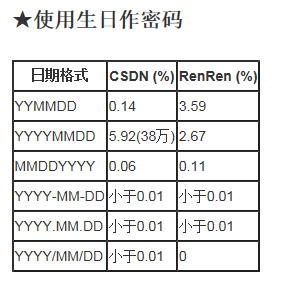 ★使用生日作密码
日期格式 CSDN (%) RenRen (%)
YYMMDD 0.14 3.59
YYYYMMDD 5.92(38万) 2.67
MMDDYYYY 0.06 0.11
YYYY-MM-DD 小于0.01 小于0.01
YYYY.MM.DD 小于0.01 小于0.01
YYYY/MM/DD 小于0.01 0